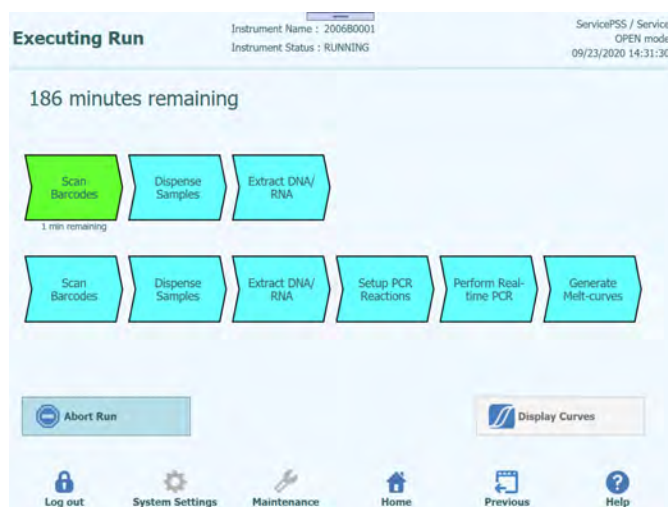 Executing Run
Instrument Name : 200680001
Instrument Status : RUNNING
ServicePSS / Service
OPEN mode
09/23/2020 14:31:30
186 minutes remaining
Scan
Barcodes
Dispense
Samples
Extract DNA/
RNA
1 min remaining
Scan
Barcodes
Dispense
Samples
Extract DNA/
RNA
Setup PCR
Reactions
Perform Real-
time PCR
Generate
Melt-curves
Abort Run
Display Curves
Log out
System Settings
Maintenance
Home
Previous
Help